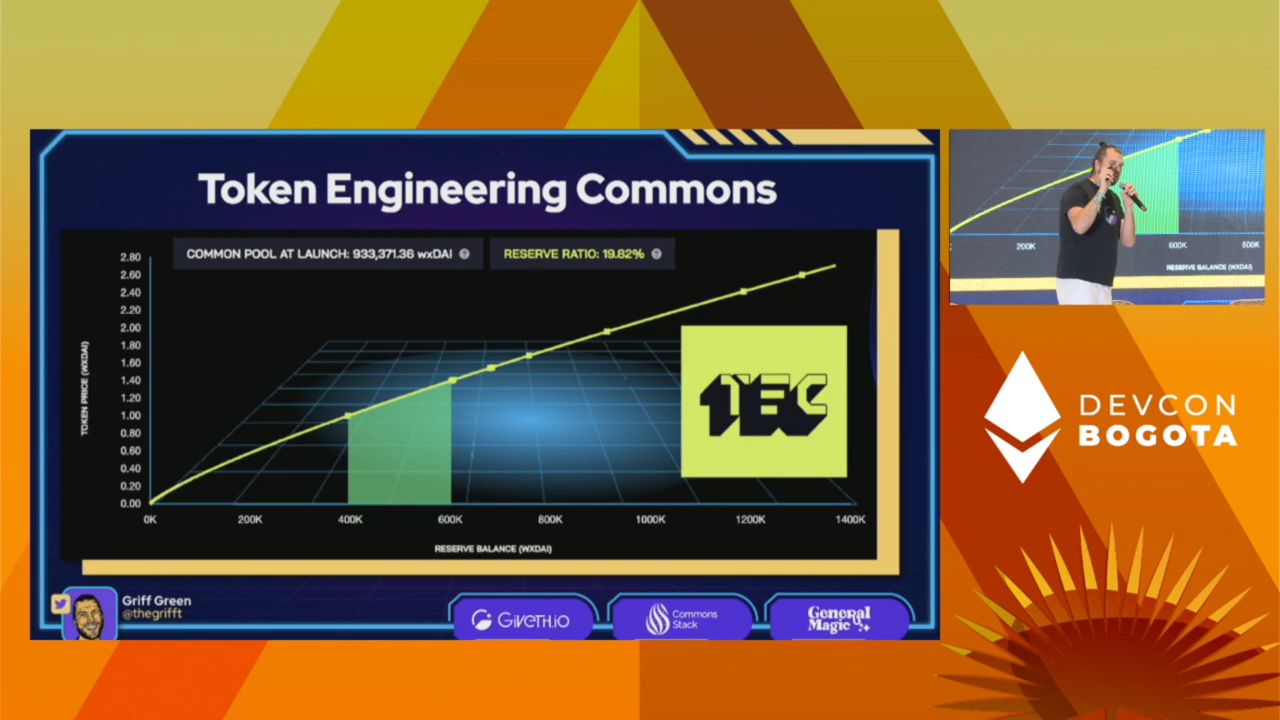 Token Engineering Commons
COMMON POOL AT LAUNCH: 933,371.36 wxDAI ?
RESERVE RATIO: 19.82% ?
TOKEN PRICE (WXDAI)
2.80
2.60
2.40
2.20
2.00
1.80
1.60
1.40
1.20
1.00
0.80
0.60
0.40
0.20
0.00
0K
200K
400K
600K
800K
1000K
1200K
1400K
RESERVE BALANCE (WXDAI)
TEC
Griff Green
@thegrifft
GIVETH.IO
Commons
Stack
General
Magic
200K
600K
800K
RESERVE BALANCE (WXDAI)
DEVCON
BOGOTA